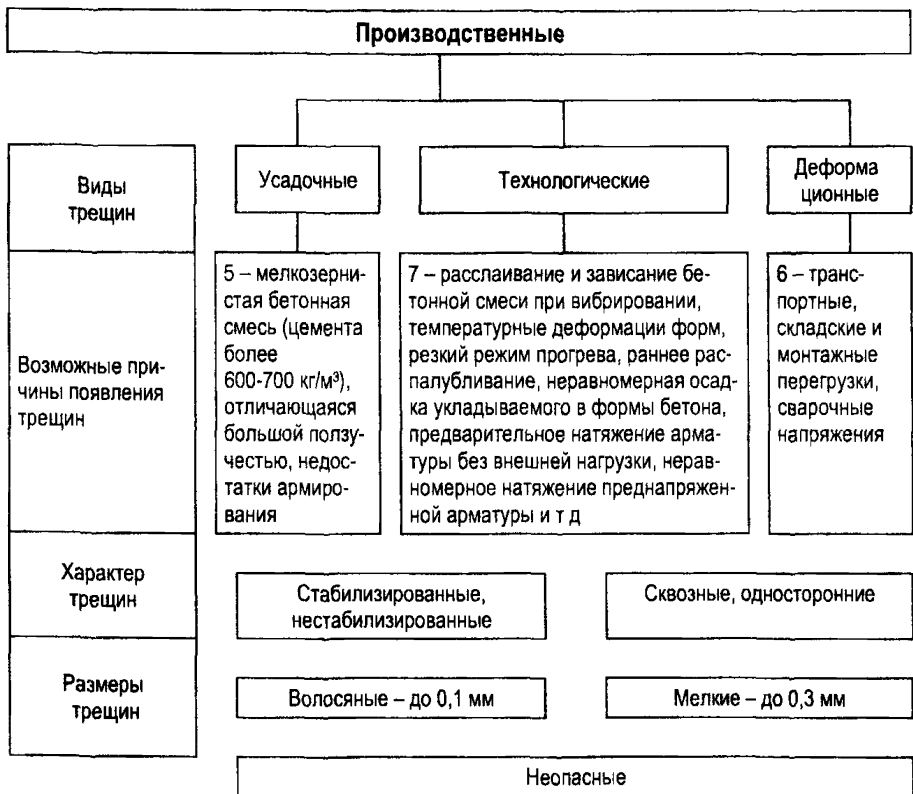 Производственные
Виды
трещин
Усадочные
Технологические
Деформа
ционные
Возможные при-
чины появления
трещин
5 – мелкозерни-
стая бетонная
смесь (цемента
более
600-700 кг/м³),
отличающаяся
большой ползу-
честью, недос-
татки армиро-
вания
7 – расслаивание и зависание бе-
тонной смеси при вибрировании,
температурные деформации форм,
резкий режим прогрева, раннее рас-
палубливание, неравномерная осад-
ка укладываемого в формы бетона,
предварительное натяжение арма-
туры без внешней нагрузки, нерав-
номерное натяжение преднапряжен-
ной арматуры и т д
6 – транс-
портные,
складские и
монтажные
перегрузки,
сварочные
напряжения
Характер
трещин
Стабилизированные,
нестабилизированные
Сквозные, односторонние
Размеры
трещин
Волосяные – до 0,1 мм
Мелкие – до 0,3 мм
Неопасные